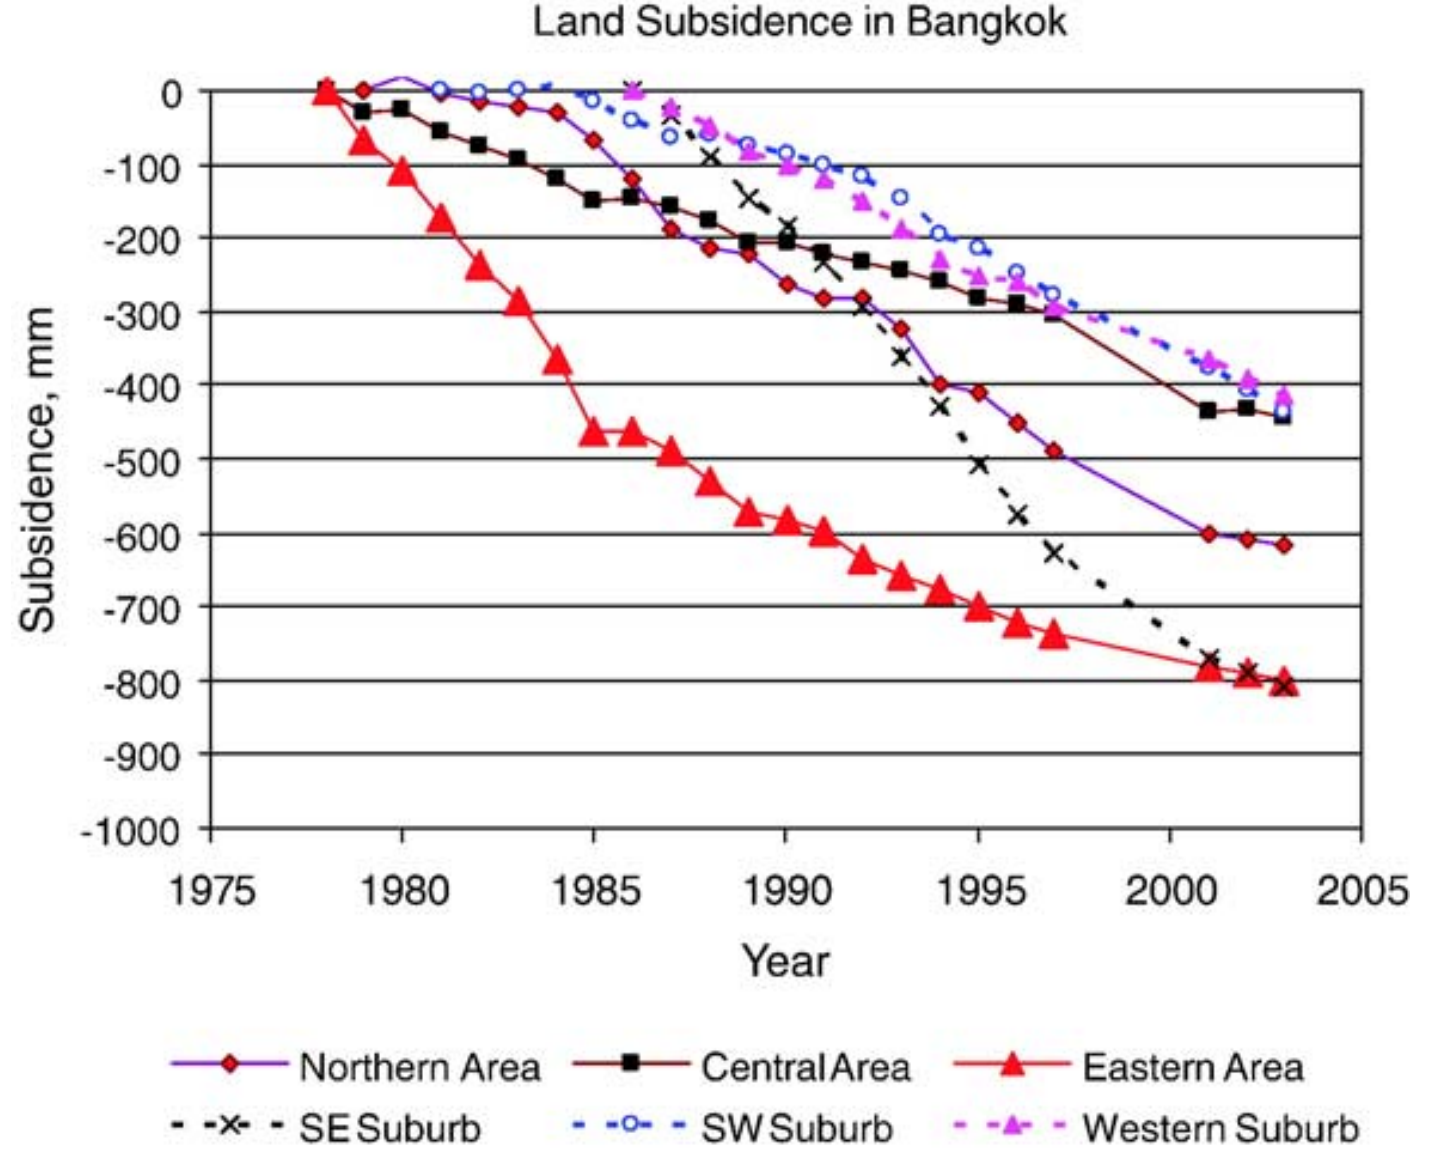 Land Subsidence in Bangkok
0
-100
-200
-300
-400
-500
-600
-700
-800
-900
-1000
Subsidence, mm
1975 1980 1985 1990 1995 2000 2005
Year
Northern Area Central Area Eastern Area
SE Suburb SW Suburb Western Suburb